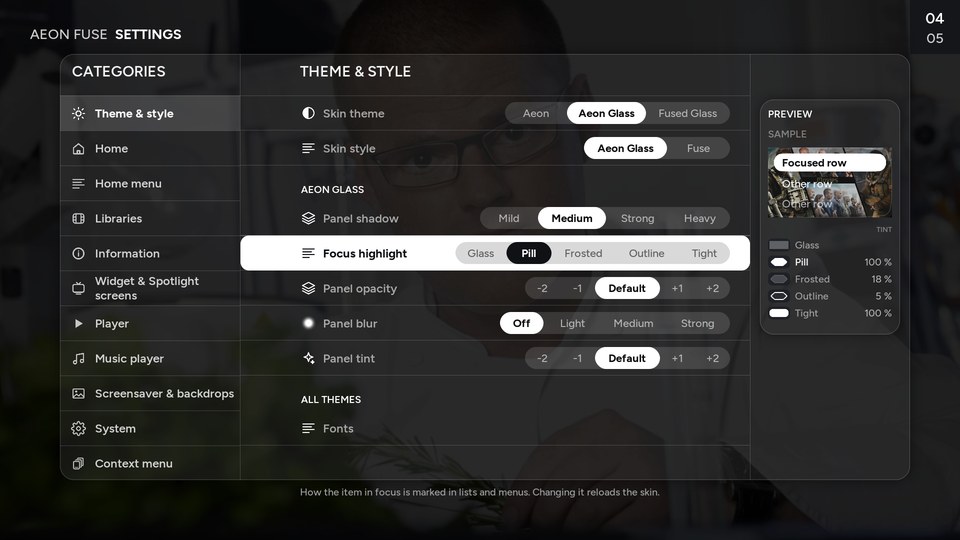 AEON FUSE SETTINGS
04
05
CATEGORIES
Theme & style
Home
Home menu
Libraries
Information
Widget & Spotlight
screens
Player
Music player
Screensaver & backdrops
System
Context menu
THEME & STYLE
Skin theme Aeon Aeon Glass Fused Glass
Skin style Aeon Glass Fuse
AEON GLASS
Panel shadow Mild Medium Strong Heavy
Focus highlight Glass Pill Frosted Outline Tight
Panel opacity -2 -1 Default +1 +2
Panel blur Off Light Medium Strong
Panel tint -2 -1 Default +1 +2
ALL THEMES
Fonts
PREVIEW
SAMPLE
Focused row
Other row
Other row
TINT
Glass
Pill 100 %
Frosted 18 %
Outline 5 %
Tight 100 %
How the item in focus is marked in lists and menus. Changing it reloads the skin.